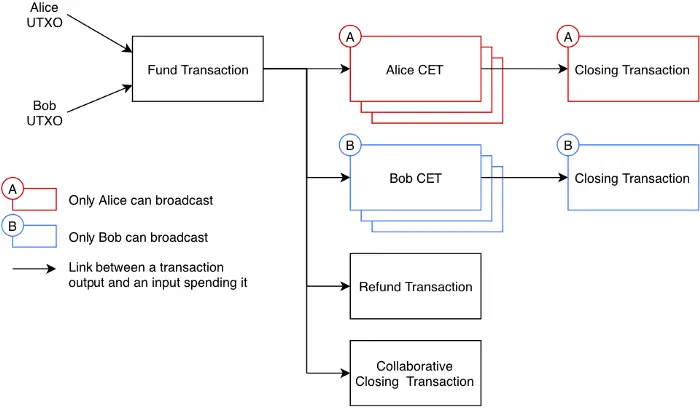 Alice
UTXO
Bob
UTXO
Fund Transaction
A
Alice CET
A
Closing Transaction
B
Bob CET
B
Closing Transaction
Refund Transaction
Collaborative
Closing Transaction
A
Only Alice can broadcast
B
Only Bob can broadcast
Link between a transaction
output and an input spending it